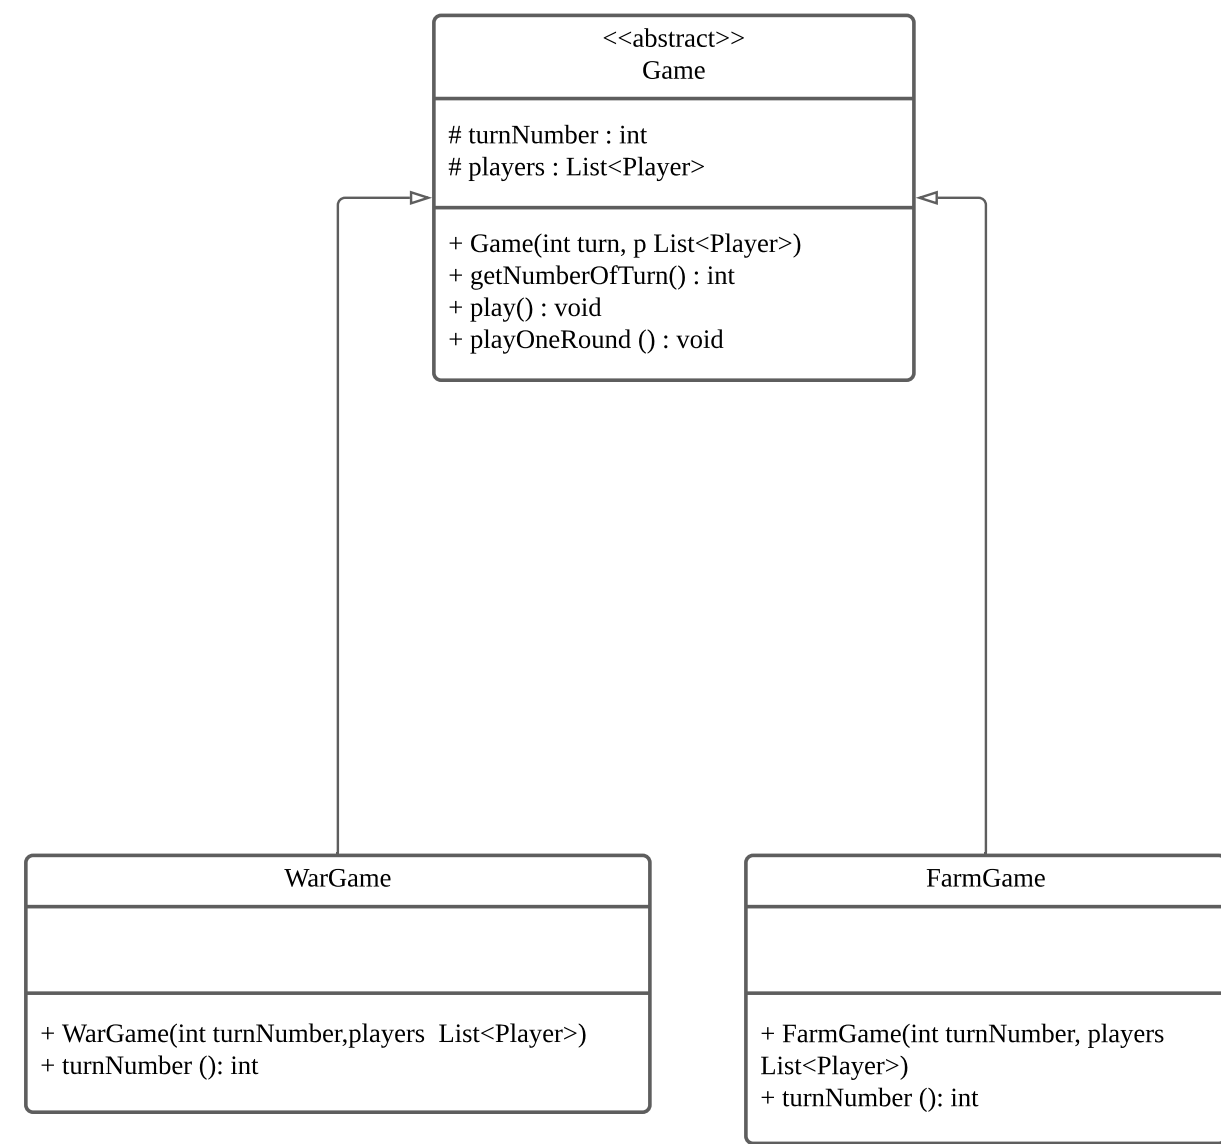 <<abstract>>
Game
# turnNumber : int
# players : List<Player>
+ Game(int turn, p List<Player>)
+ getNumberOfTurn() : int
+ play() : void
+ playOneRound () : void
WarGame
+ WarGame(int turnNumber,players  List<Player>)
+ turnNumber (): int
FarmGame
+ FarmGame(int turnNumber, players
List<Player>)
+ turnNumber (): int